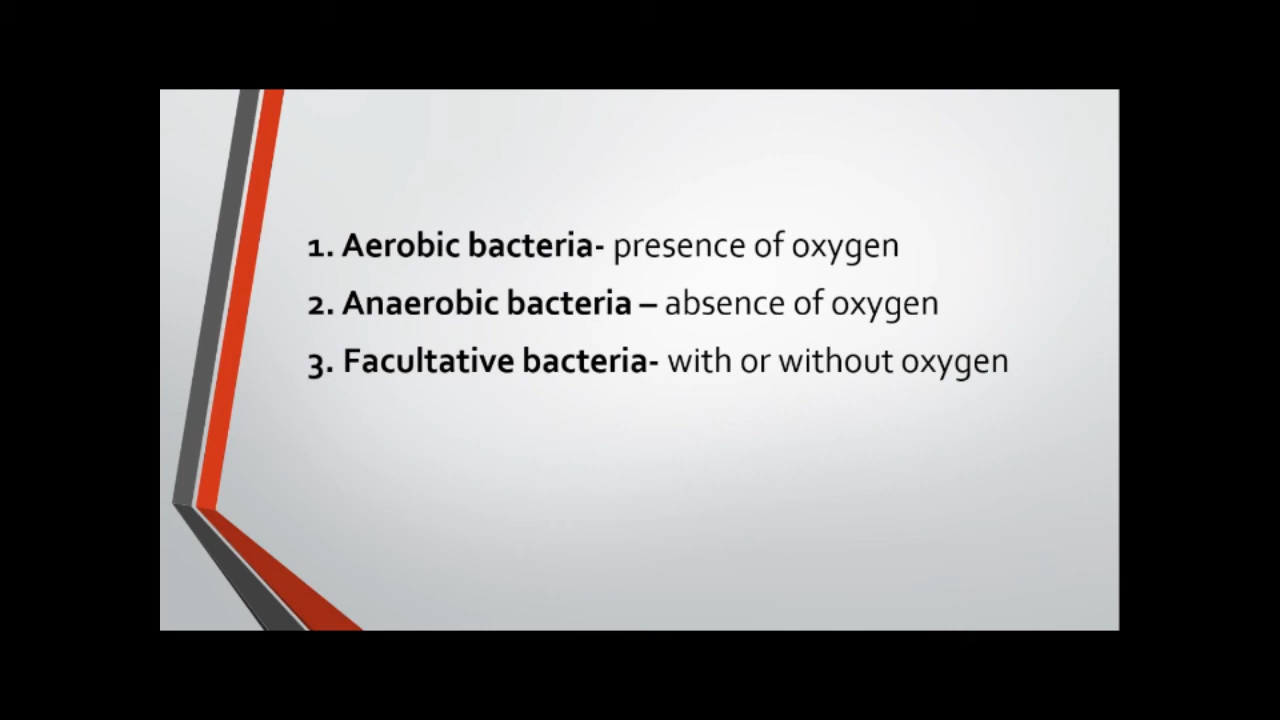 1. Aerobic bacteria- presence of oxygen
2. Anaerobic bacteria – absence of oxygen
3. Facultative bacteria- with or without oxygen